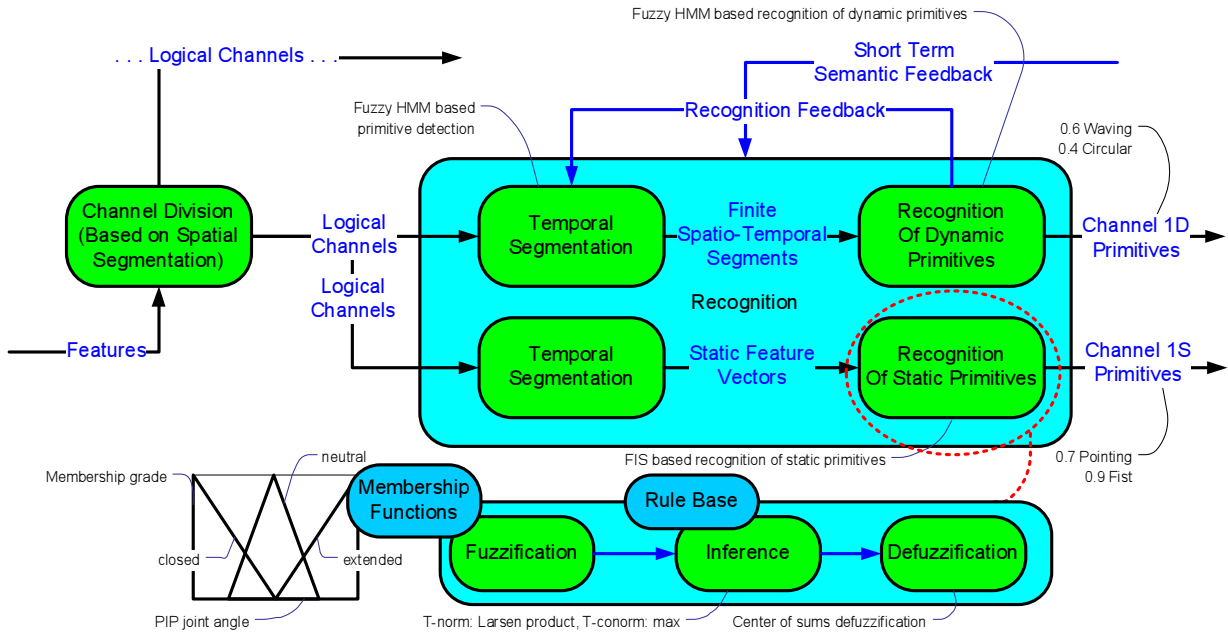 Fuzzy HMM based recognition of dynamic primitives
. . . Logical Channels . . .
Short Term
Semantic Feedback
Fuzzy HMM based
primitive detection
Recognition Feedback
0.6 Waving
0.4 Circular
Channel Division
(Based on Spatial
Segmentation)
Logical
Channels
Temporal
Segmentation
Finite
Spatio-Temporal
Segments
Recognition
Of Dynamic
Primitives
Channel 1D
Primitives
Logical
Channels
Recognition
Features
Temporal
Segmentation
Static Feature
Vectors
Recognition
Of Static Primitives
Channel 1S
Primitives
neutral
FIS based recognition of static primitives
0.7 Pointing
0.9 Fist
Membership grade
Membership
Functions
Rule Base
closed
extended
Fuzzification
Inference
Defuzzification
PIP joint angle
T-norm: Larsen product, T-conorm: max
Center of sums defuzzification